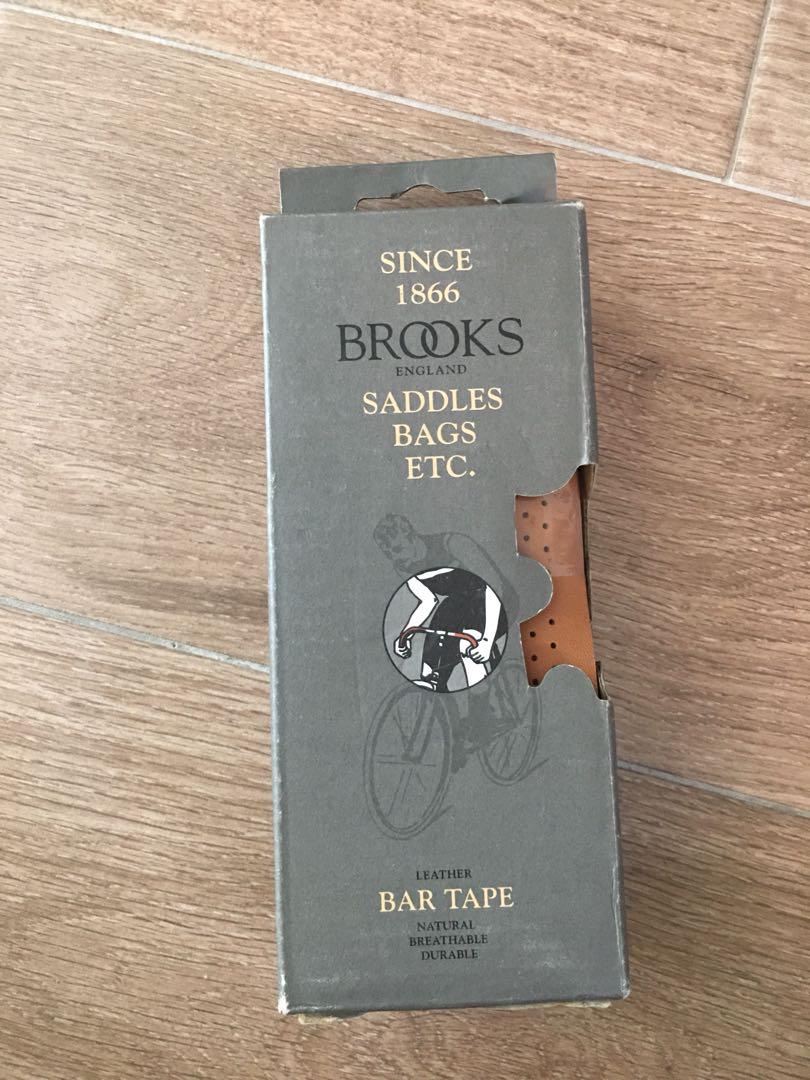 SINCE
1866
BROOKS
ENGLAND
SADDLES
BAGS
ETC.
LEATHER
BAR TAPE
NATURAL
BREATHABLE
DURABLE